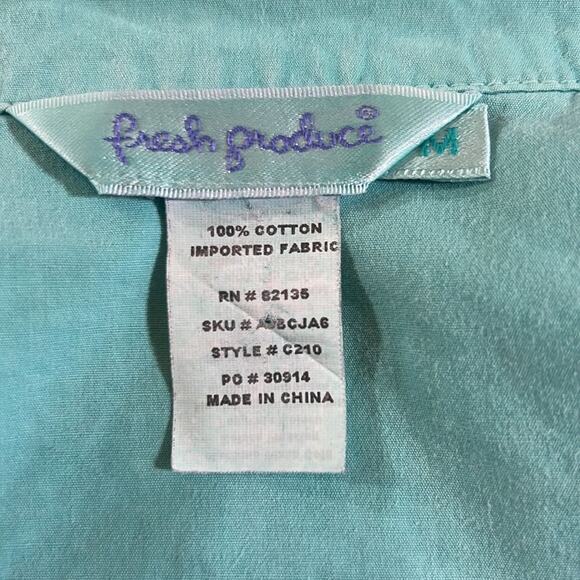 fresh produce®
M
100% COTTON
IMPORTED FABRIC
RN # 82135
SKU #
STYLE # C210
PO # 30914
MADE IN CHINA